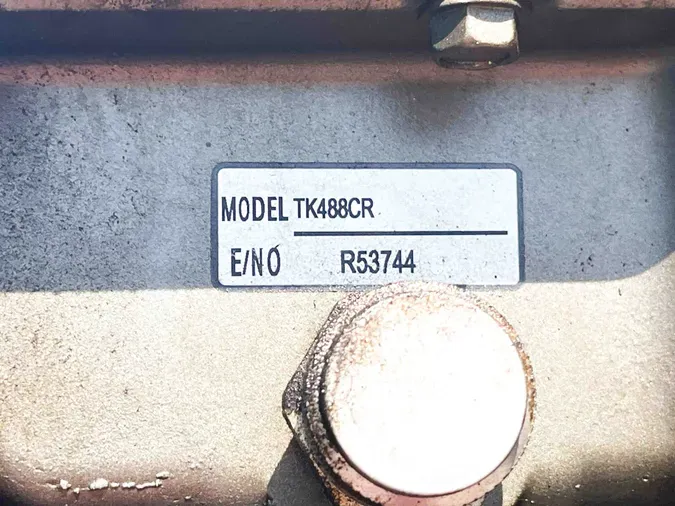 MODEL TK488CR
E/NO R53744